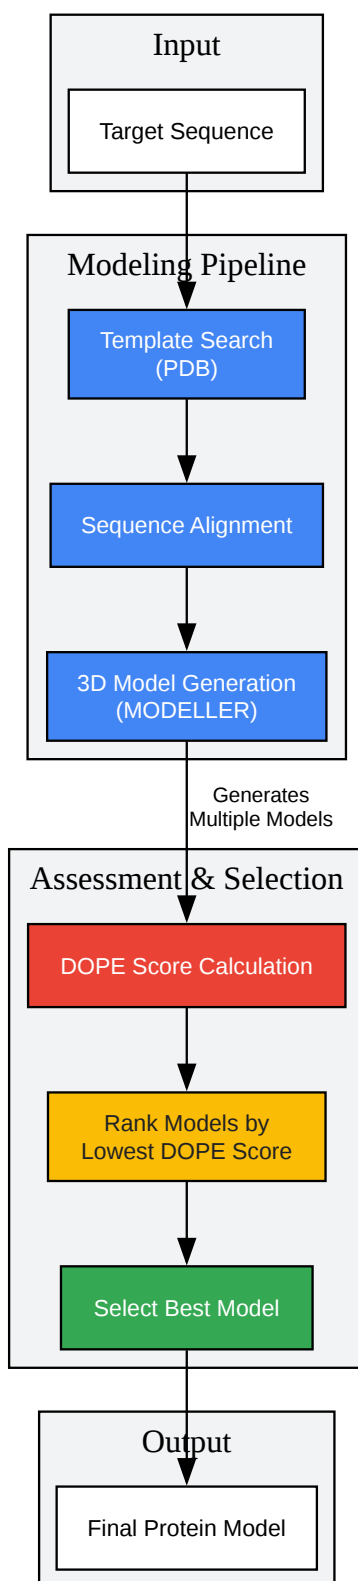 Input
Target Sequence
Modeling Pipeline
Template Search
(PDB)
Sequence Alignment
3D Model Generation
(MODELLER)
Generates
Multiple Models
Assessment & Selection
DOPE Score Calculation
Rank Models by
Lowest DOPE Score
Select Best Model
Output
Final Protein Model